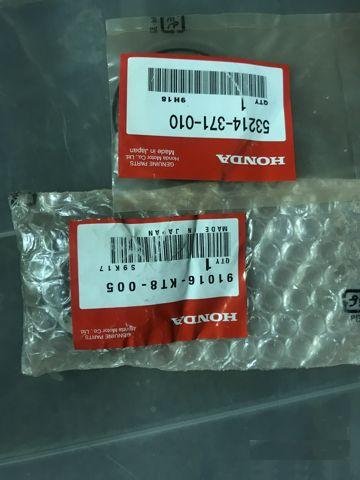 HONDA
GENUINE PARTS
Honda Motor Co., Ltd.
Made in Japan
53214-371-010
QTY
1
9H18
HONDA
GENUINE PARTS
Honda Motor Co., Ltd.
91016-KT8-005
QTY
1
S9K17
MADE IN JAPAN